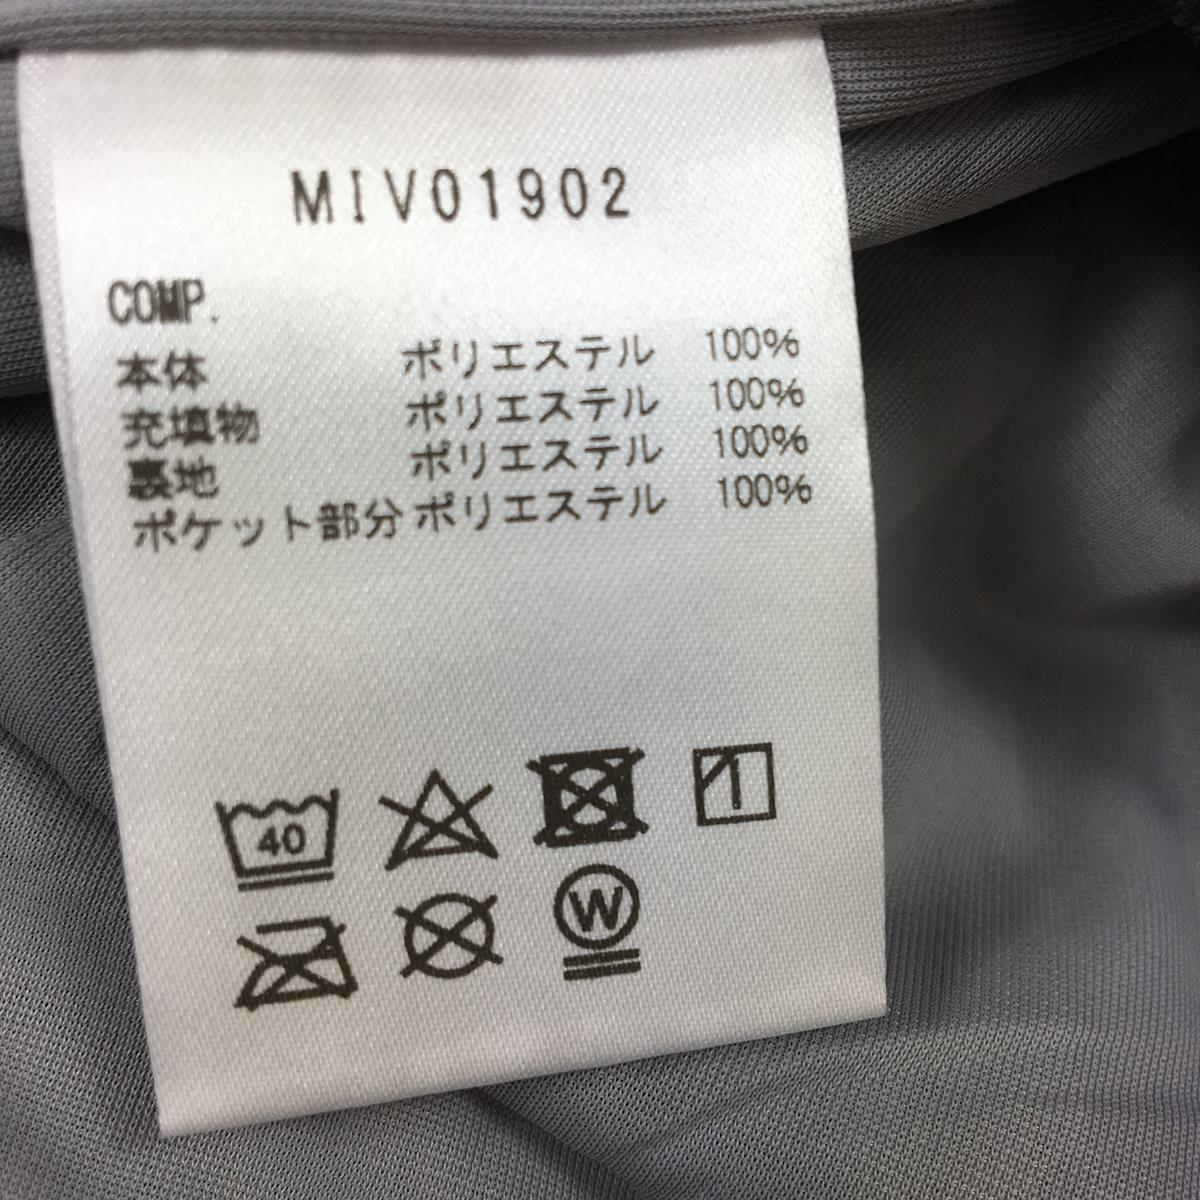 MIV01902
COMP.
本体 ポリエステル 100%
充填物 ポリエステル 100%
裏地 ポリエステル 100%
ポケット部分 ポリエステル 100%
40
W